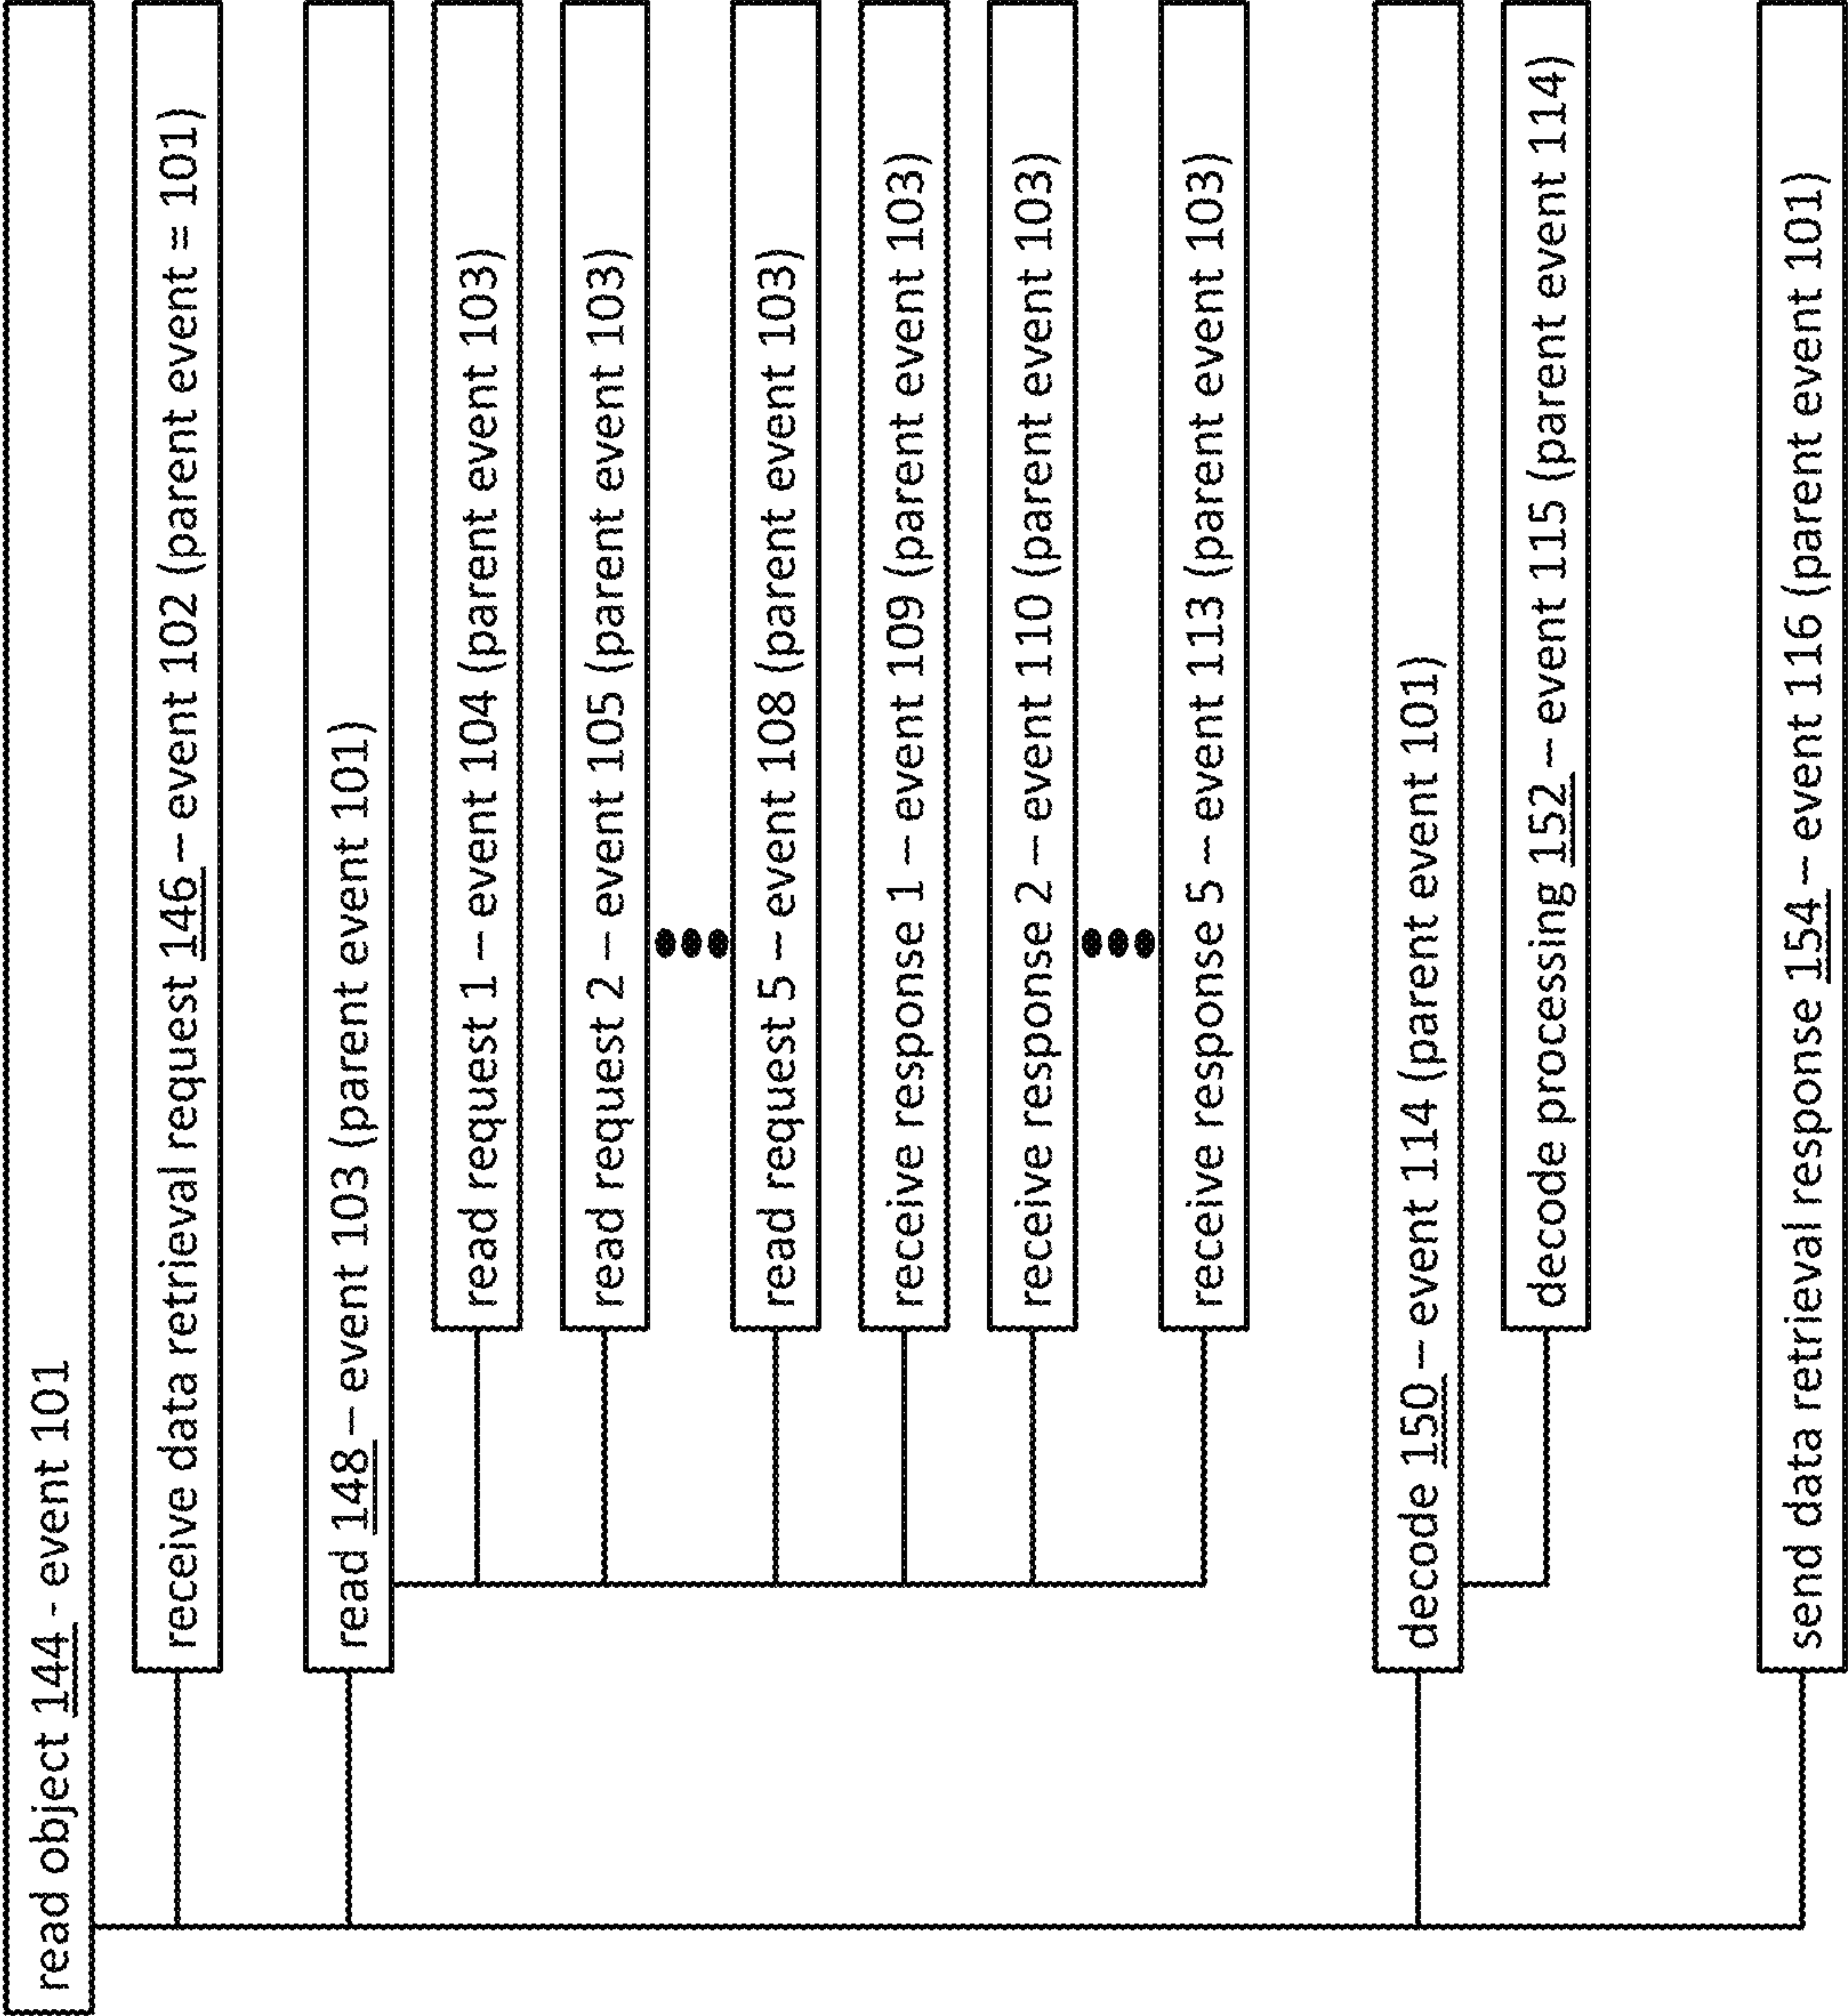 read object 144 - event 101
receive data retrieval request 146 – event 102 (parent event = 101)
read 148 – event 103 (parent event 101)
read request 1 – event 104 (parent event 103)
read request 2 – event 105 (parent event 103)
read request 5 – event 108 (parent event 103)
receive response 1 – event 109 (parent event 103)
receive response 2 – event 110 (parent event 103)
receive response 5 – event 113 (parent event 103)
decode 150 – event 114 (parent event 101)
decode processing 152 – event 115 (parent event 114)
send data retrieval response 154 – event 116 (parent event 101)